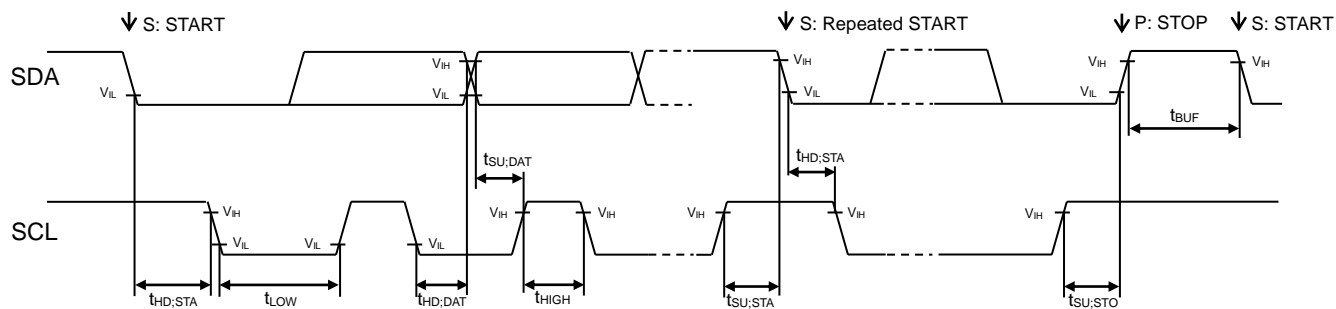 S: START
S: Repeated START
P: STOP
S: START
SDA
VIH
VIH
VIH
VIH
VIL
VIL
VIL
VIL
tBUF
tSU;DAT
tHD;STA
SCL
VIH
VIH
VIH
VIH
VIH
VIH
VIL
VIL
VIL
tHD;STA
tLOW
tHD;DAT
tHIGH
tSU;STA
tSU;STO